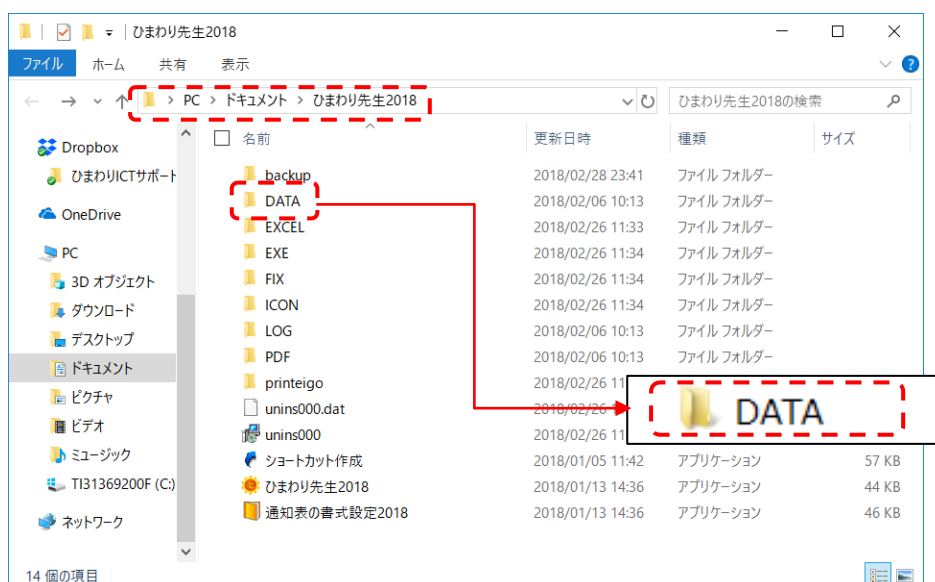 ひまわり先生2018
ファイル ホーム 共有 表示
PC > ドキュメント > ひまわり先生2018 ひまわり先生2018の検索
名前 更新日時 種類 サイズ
Dropbox
ひまわりICTサポート
OneDrive
PC
3D オブジェクト
ダウンロード
デスクトップ
ドキュメント
ピクチャ
ビデオ
ミュージック
TI31369200F (C:)
ネットワーク
backup 2018/02/28 23:41 ファイル フォルダー
DATA 2018/02/06 10:13 ファイル フォルダー
EXCEL 2018/02/26 11:33 ファイル フォルダー
EXE 2018/02/26 11:34 ファイル フォルダー
FIX 2018/02/26 11:34 ファイル フォルダー
ICON 2018/02/26 11:34 ファイル フォルダー
LOG 2018/02/06 10:13 ファイル フォルダー
PDF 2018/02/06 10:13 ファイル フォルダー
printeigo 2018/02/26 11
unins000.dat 2018/02/26
unins000 2018/02/26 11
ショートカット作成 2018/01/05 11:42 アプリケーション 57 KB
ひまわり先生2018 2018/01/13 14:36 アプリケーション 44 KB
通知表の書式設定2018 2018/01/13 14:36 アプリケーション 46 KB
DATA
14 個の項目